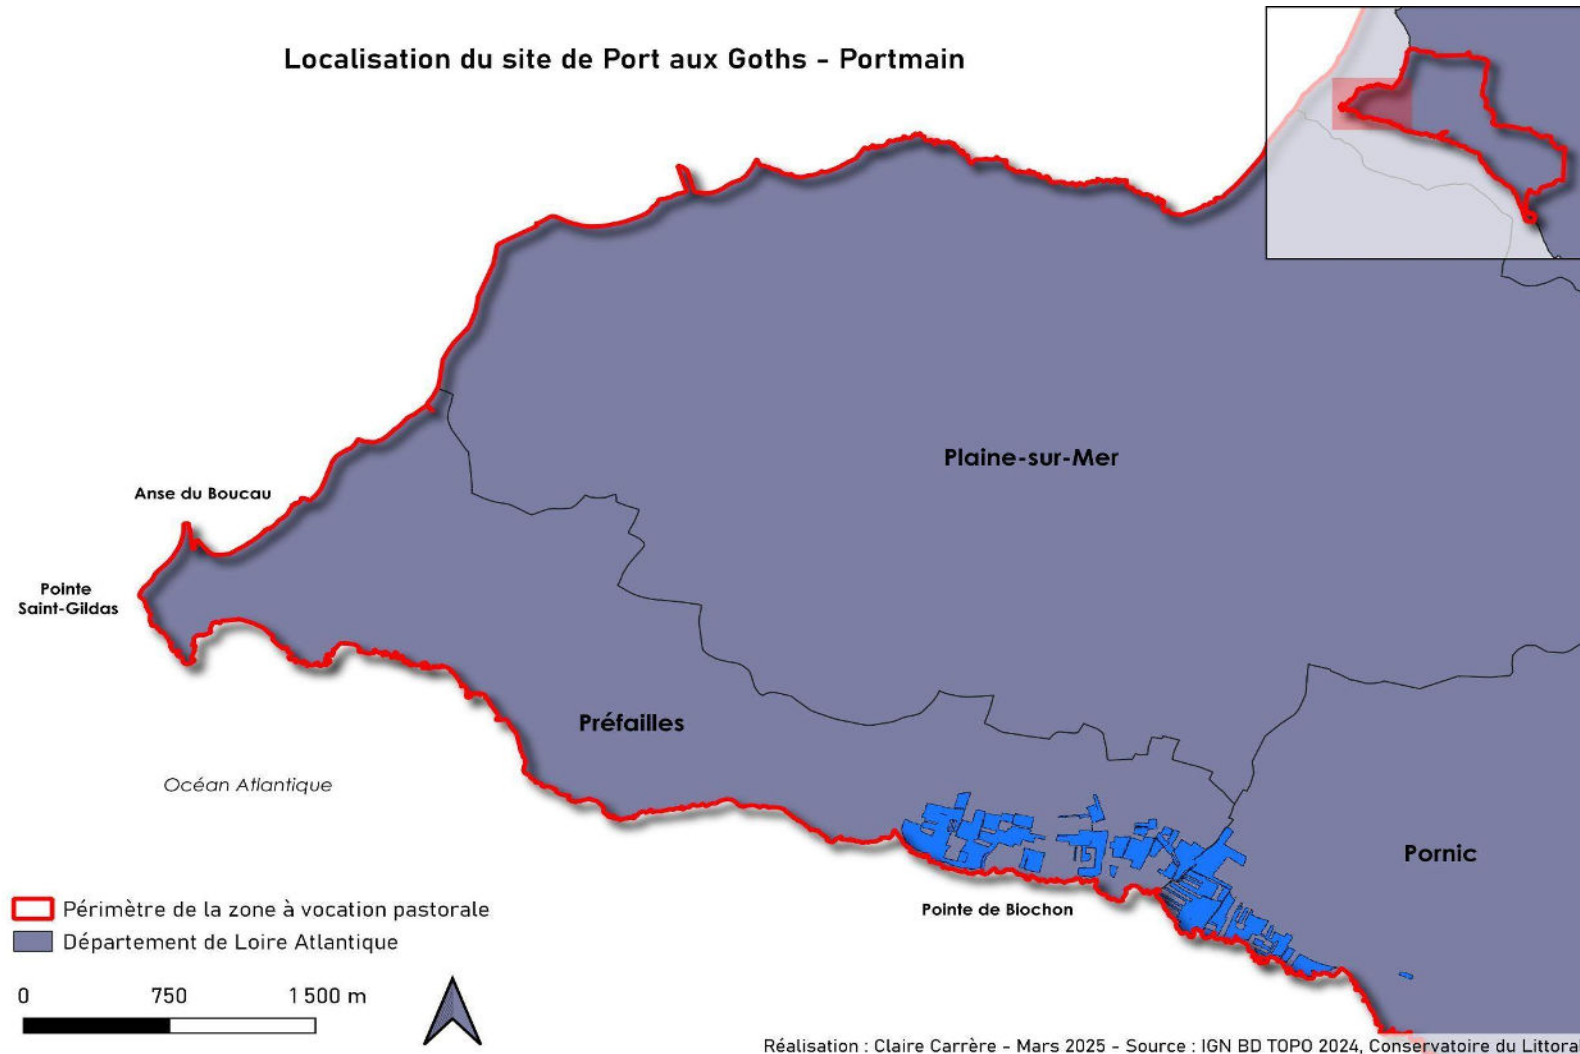 Localisation du site de Port aux Goths - Portmain
Plaine-sur-Mer
Anse du Boucau
Pointe
Saint-Gildas
Préfailles
Océan Atlantique
Pornic
Pointe de Biochon
Périmètre de la zone à vocation pastorale
Département de Loire Atlantique
0 750 1 500 m
Réalisation : Claire Carrère - Mars 2025 - Source : IGN BD TOPO 2024, Conservatoire du Littoral